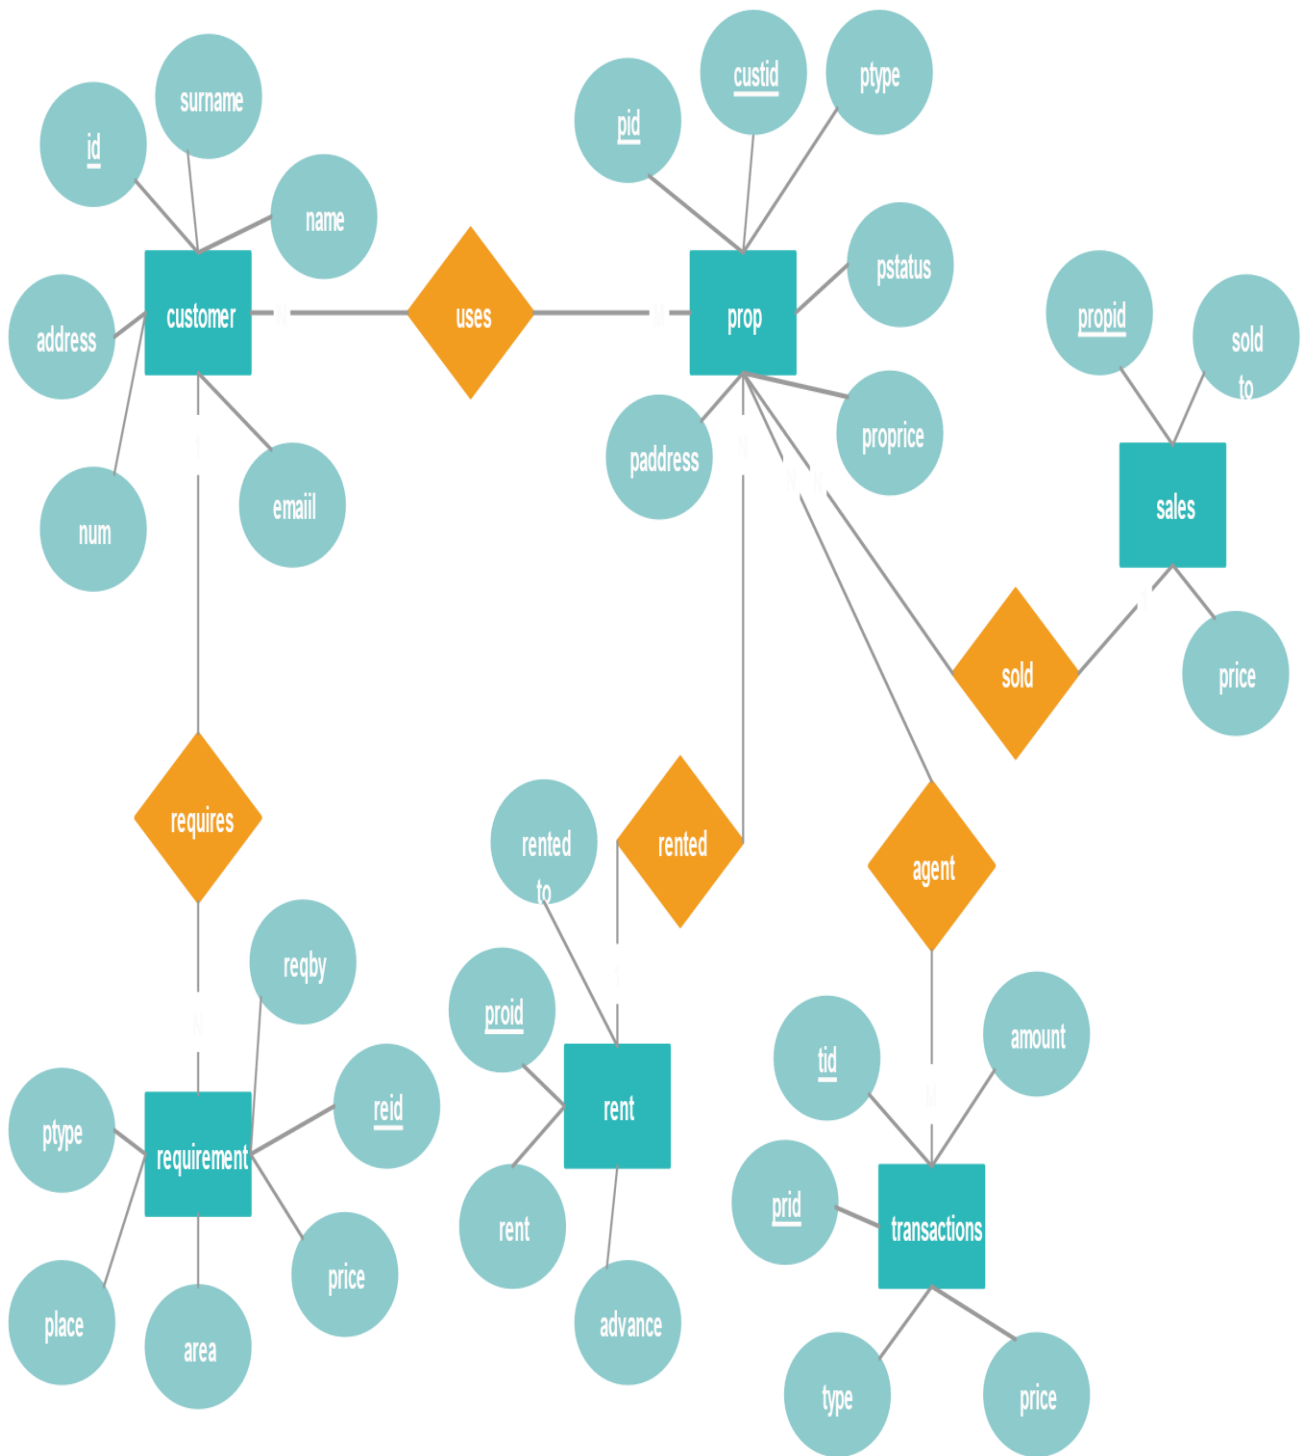 custid
ptype
surname
pid
id
name
pstatus
customer
uses
prop
propid
sold
to
address
proprice
paddress
sales
emaiil
num
sold
price
requires
rented
to
rented
agent
reqby
proid
amount
tid
reid
rent
ptype
requirement
prid
transactions
rent
price
place
area
advance
type
price